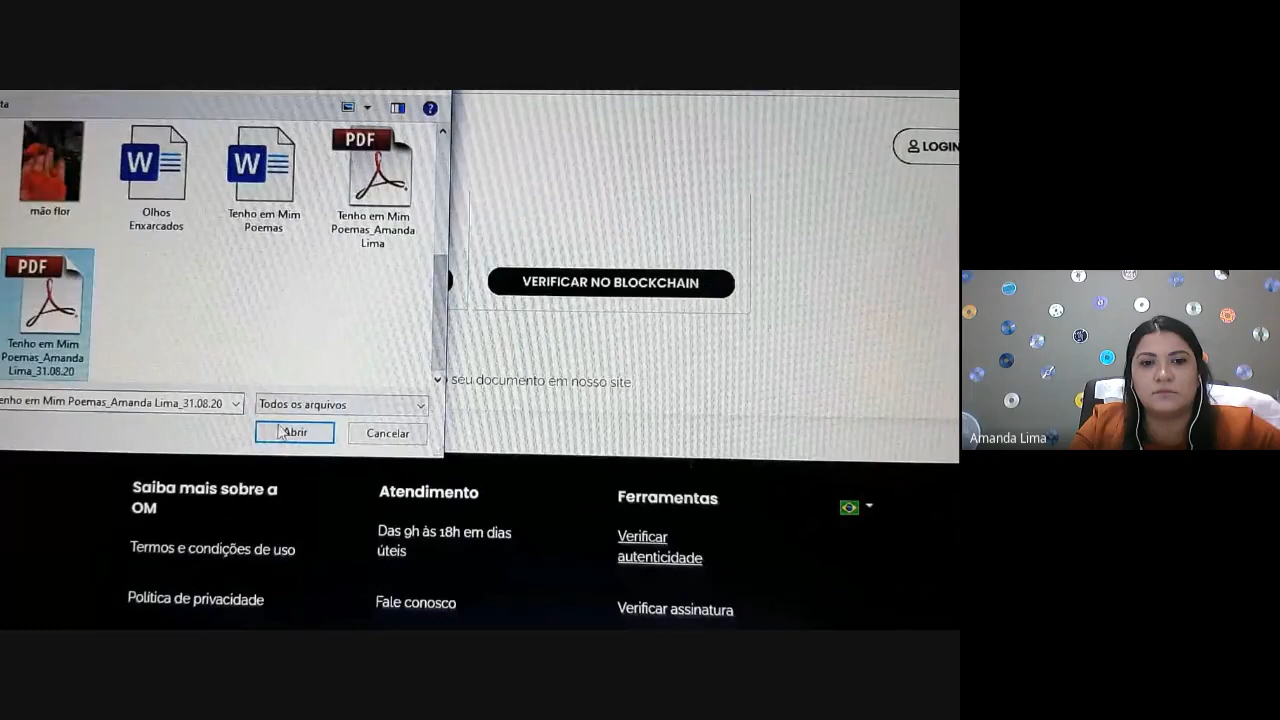 ta
?
PDF
W
W
mão flor
Olhos
Enxarcados
Tenho em Mim
Poemas
Tenho em Mim
Poemas_Amanda
Lima
PDF
Tenho em Mim
Poemas_Amanda
Lima_31.08.20
enho em Mim Poemas_Amanda Lima_31.08.20
Todos os arquivos
Abrir
Cancelar
LOGIN
VERIFICAR NO BLOCKCHAIN
seu documento em nosso site
Saiba mais sobre a
OM
Termos e condições de uso
Política de privacidade
Atendimento
Das 9h às 18h em dias
úteis
Fale conosco
Ferramentas
Verificar
autenticidade
Verificar assinatura
Amanda Lima